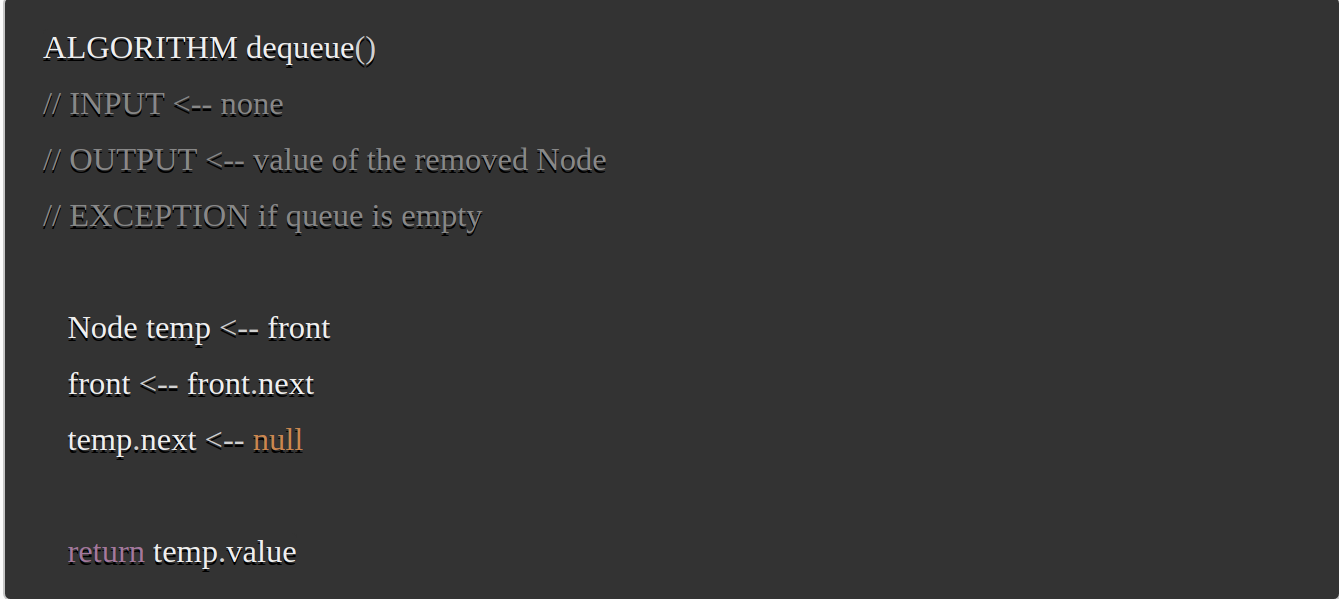 ALGORITHM dequeue()
// INPUT <-- none
// OUTPUT <-- value of the removed Node
// EXCEPTION if queue is empty
Node temp <-- front
front <-- front.next
temp.next <-- null
return temp.value